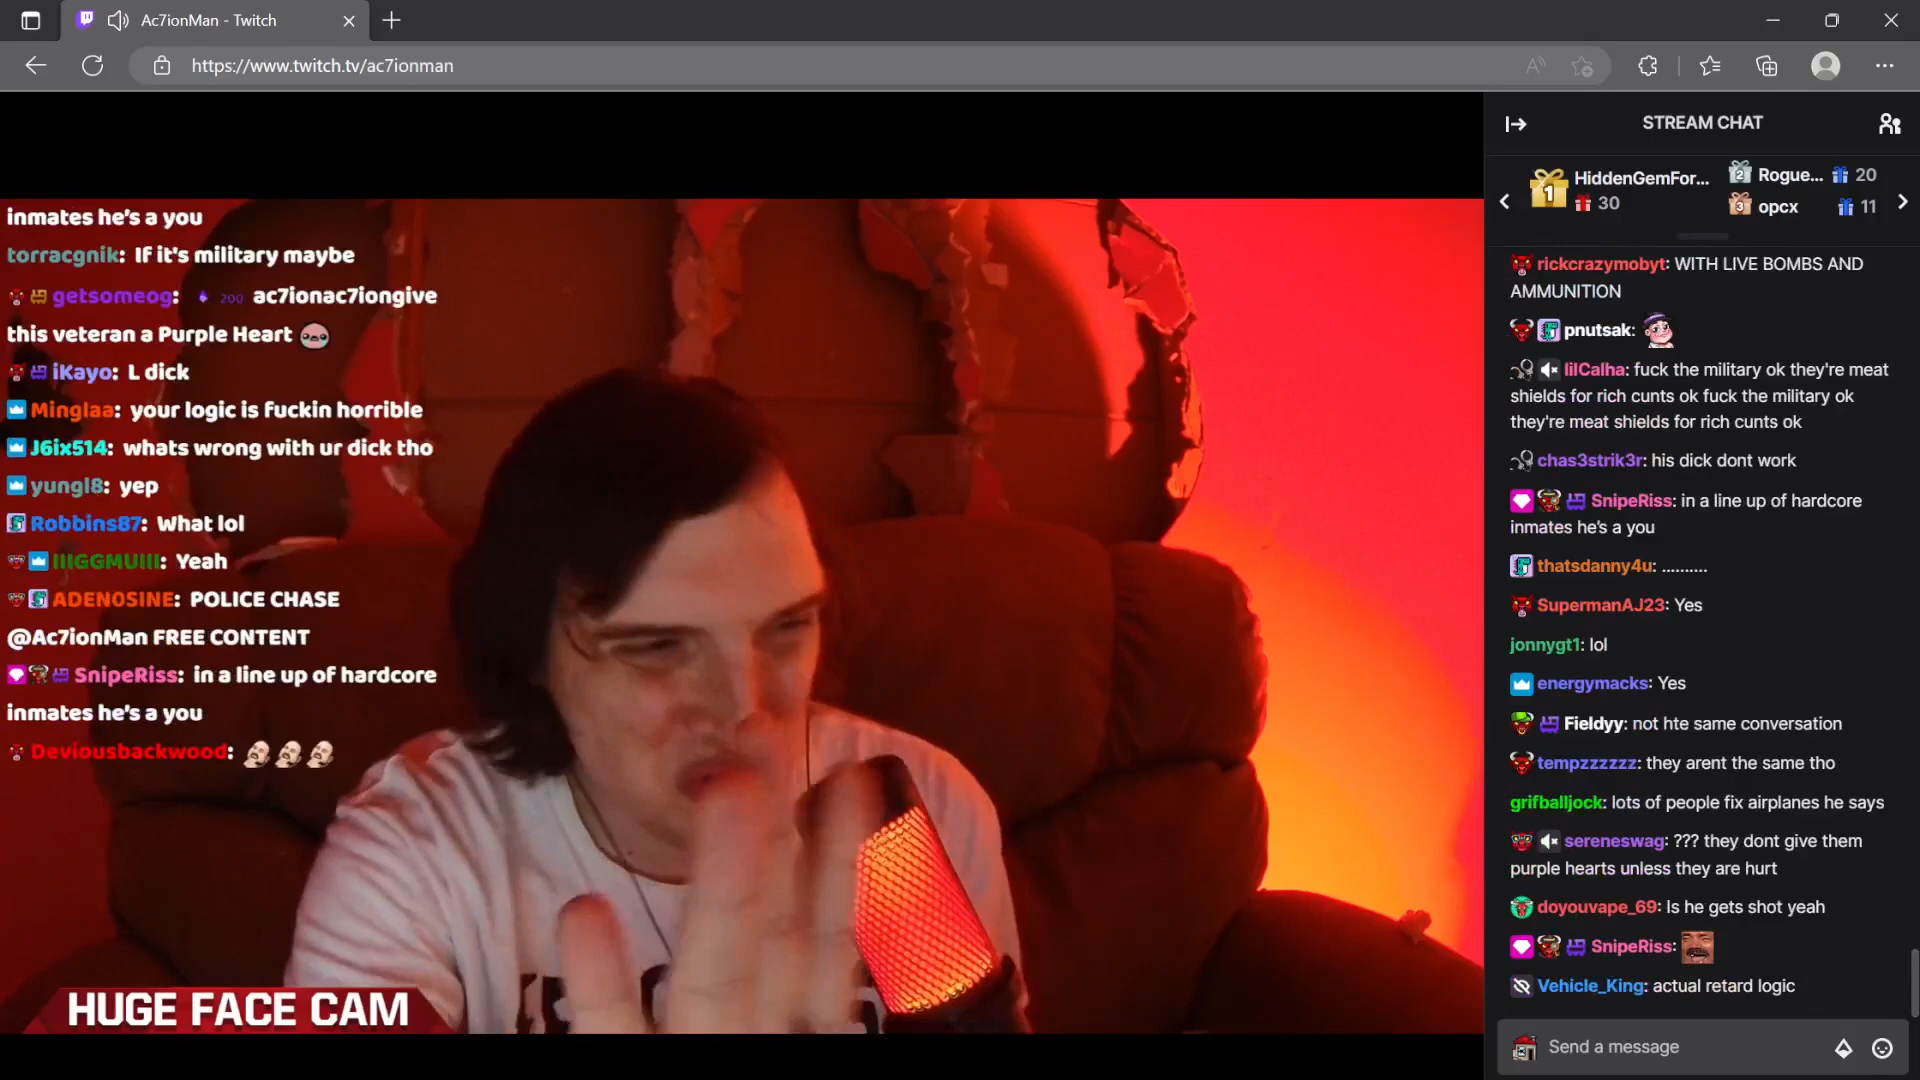 Ac7ionMan - Twitch
https://www.twitch.tv/ac7ionman
inmates he's a you
torracgnik: If it's military maybe
getsomeog: 200 ac7ionac7iongive
this veteran a Purple Heart
iKayo: L dick
Minglaa: your logic is fuckin horrible
J6ix514: whats wrong with ur dick tho
yungl8: yep
Robbins87: What lol
IIIGGMUIII: Yeah
ADEN0SINE: POLICE CHASE
@Ac7ionMan FREE CONTENT
SnipeRiss: in a line up of hardcore
inmates he's a you
Deviousbackwood:
HUGE FACE CAM
STREAM CHAT
1 HiddenGemFor...
30
2 Rogue... 20
3 opcx 11
rickcrazymobyt: WITH LIVE BOMBS AND
AMMUNITION
pnutsak:
lilCalha: fuck the military ok they're meat
shields for rich cunts ok fuck the military ok
they're meat shields for rich cunts ok
chas3strik3r: his dick dont work
SnipeRiss: in a line up of hardcore
inmates he's a you
thatsdanny4u: ..........
SupermanAJ23: Yes
jonnygt1: lol
energymacks: Yes
Fieldyy: not hte same conversation
tempzzzzzz: they arent the same tho
grifballjock: lots of people fix airplanes he says
sereneswag: ??? they dont give them
purple hearts unless they are hurt
doyouvape_69: Is he gets shot yeah
SnipeRiss:
Vehicle_King: actual retard logic
Send a message